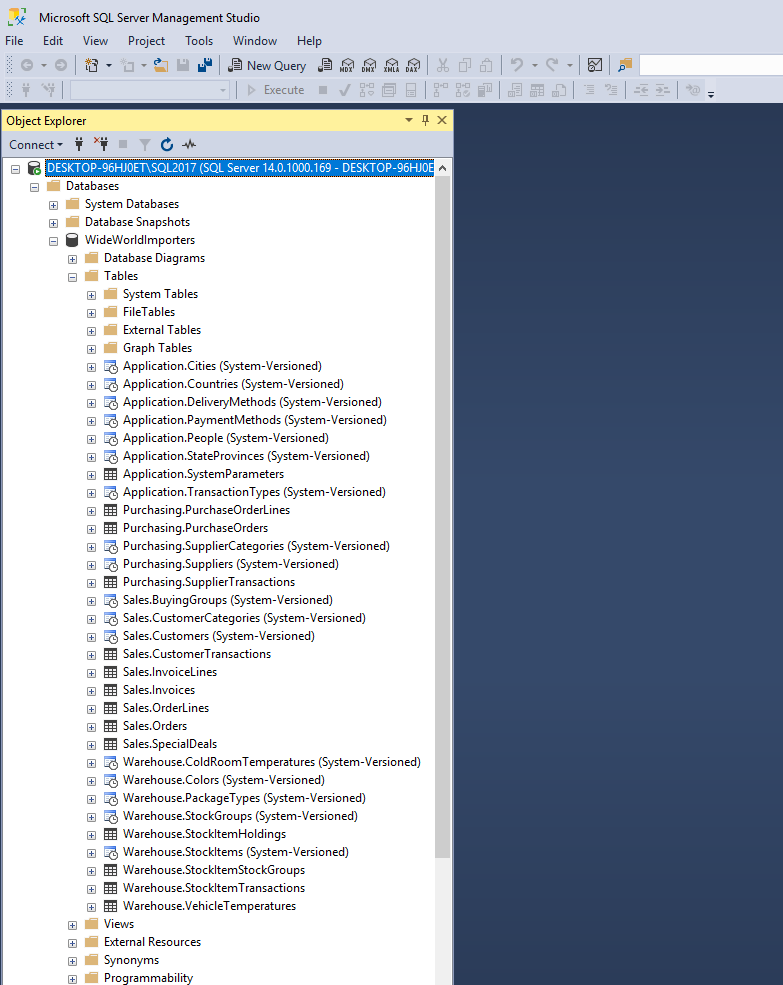 Microsoft SQL Server Management Studio
File Edit View Project Tools Window Help
New Query MDX DMX XMLA DAX
Execute
Object Explorer
Connect
DESKTOP-96HJ0ET\SQL2017 (SQL Server 14.0.1000.169 - DESKTOP-96HJ0E
Databases
System Databases
Database Snapshots
WideWorldImporters
Database Diagrams
Tables
System Tables
FileTables
External Tables
Graph Tables
Application.Cities (System-Versioned)
Application.Countries (System-Versioned)
Application.DeliveryMethods (System-Versioned)
Application.PaymentMethods (System-Versioned)
Application.People (System-Versioned)
Application.StateProvinces (System-Versioned)
Application.SystemParameters
Application.TransactionTypes (System-Versioned)
Purchasing.PurchaseOrderLines
Purchasing.PurchaseOrders
Purchasing.SupplierCategories (System-Versioned)
Purchasing.Suppliers (System-Versioned)
Purchasing.SupplierTransactions
Sales.BuyingGroups (System-Versioned)
Sales.CustomerCategories (System-Versioned)
Sales.Customers (System-Versioned)
Sales.CustomerTransactions
Sales.InvoiceLines
Sales.Invoices
Sales.OrderLines
Sales.Orders
Sales.SpecialDeals
Warehouse.ColdRoomTemperatures (System-Versioned)
Warehouse.Colors (System-Versioned)
Warehouse.PackageTypes (System-Versioned)
Warehouse.StockGroups (System-Versioned)
Warehouse.StockItemHoldings
Warehouse.StockItems (System-Versioned)
Warehouse.StockItemStockGroups
Warehouse.StockItemTransactions
Warehouse.VehicleTemperatures
Views
External Resources
Synonyms
Programmability